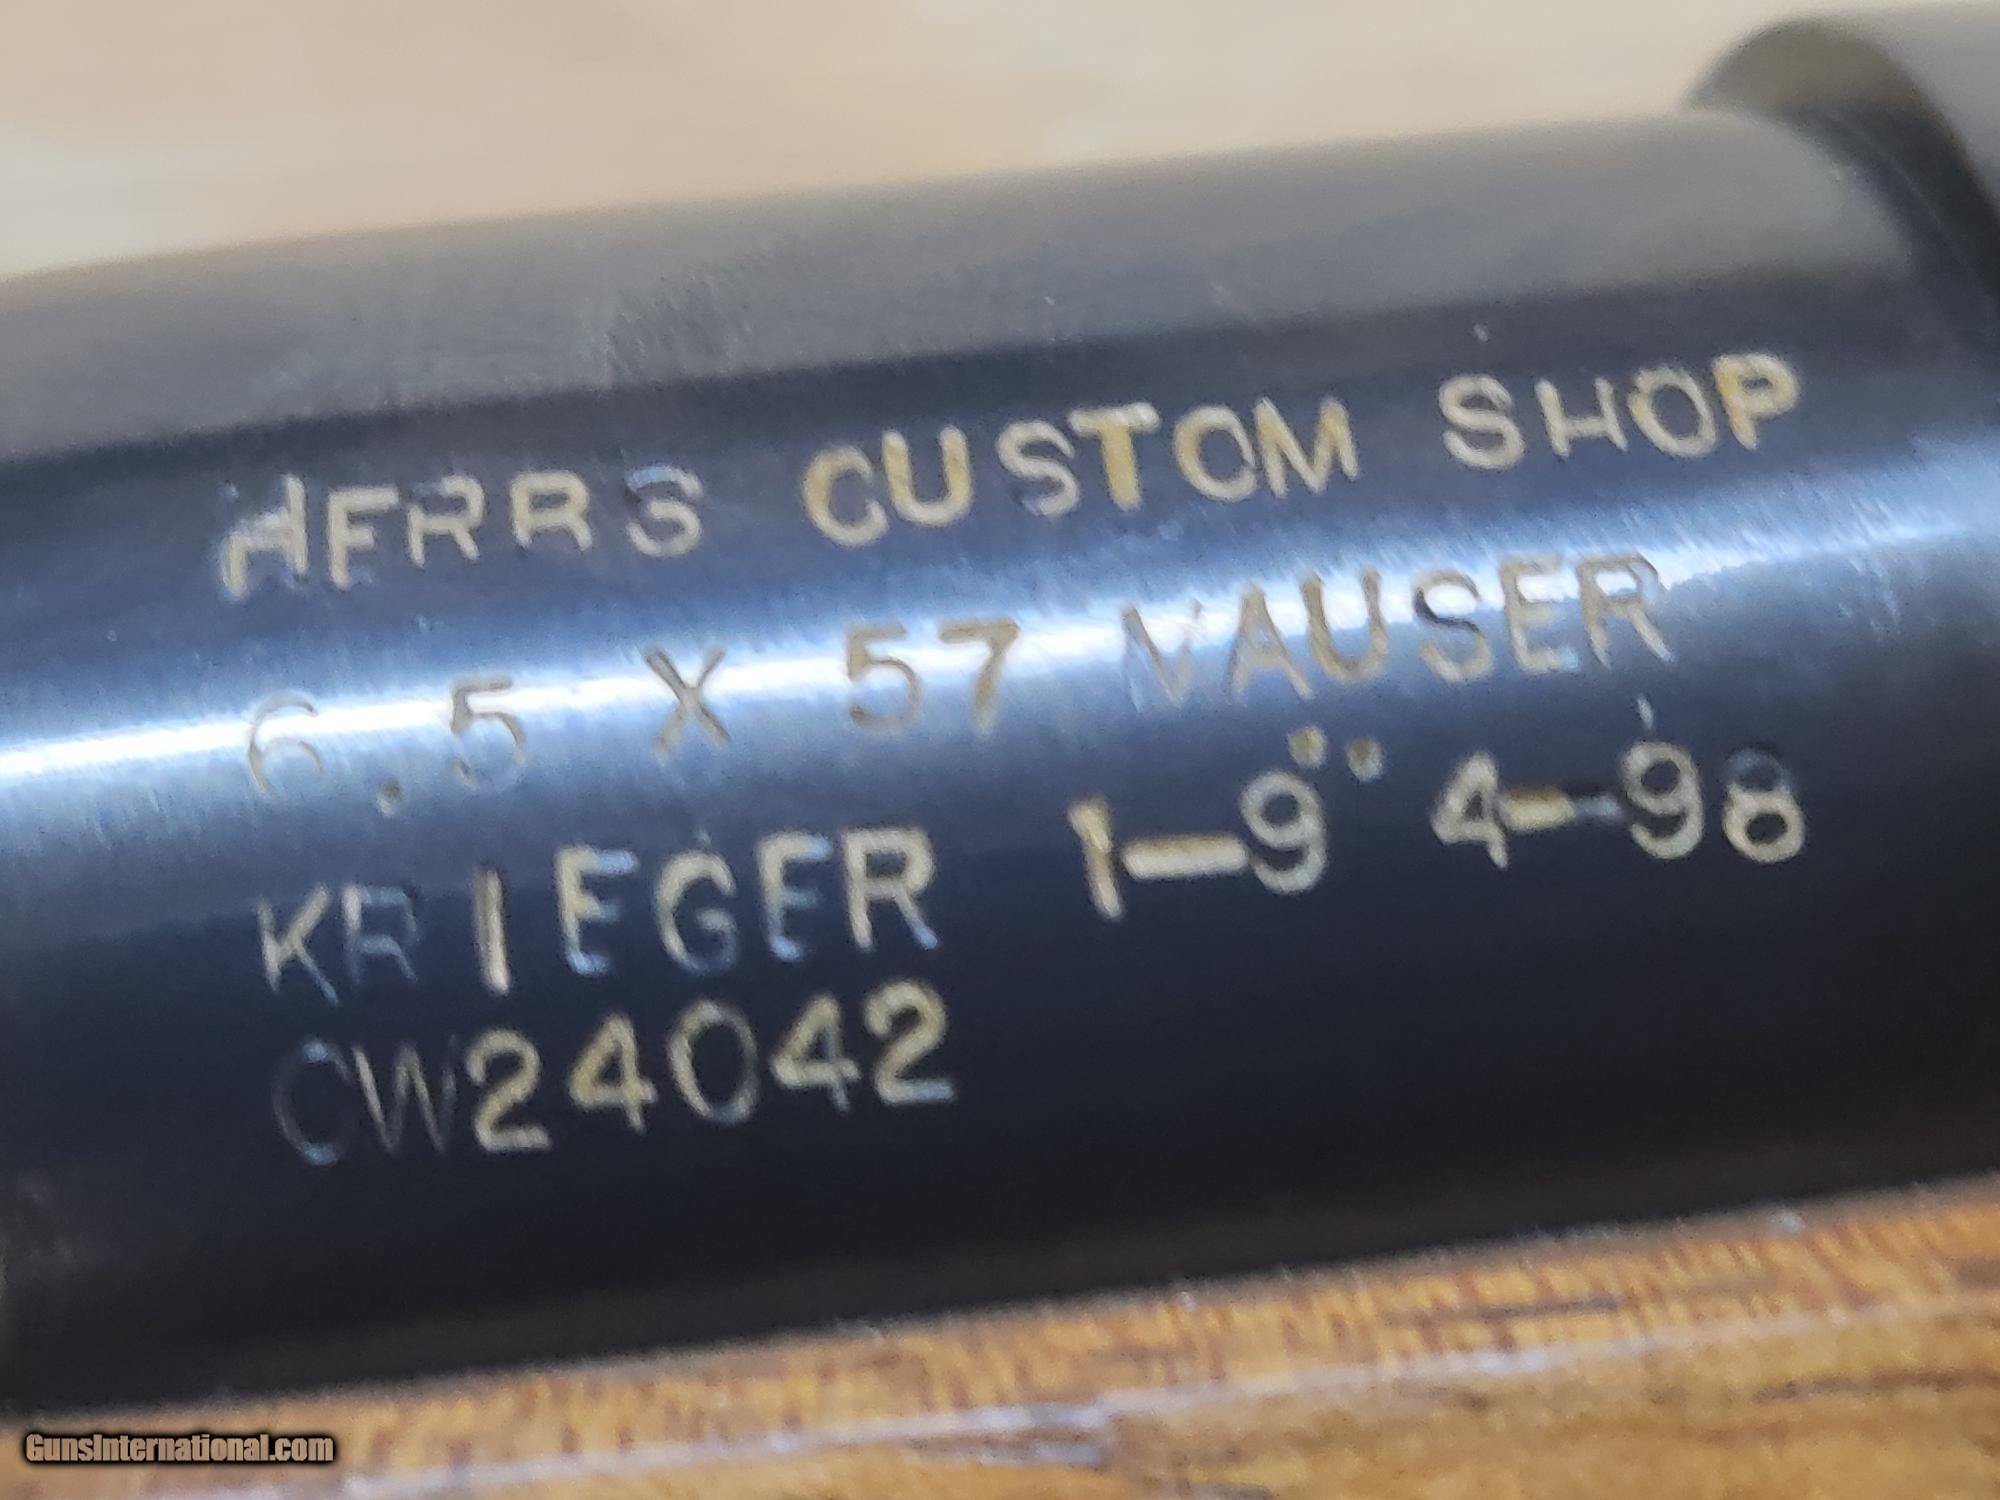 HERRS CUSTOM SHOP
6.5 X 57 MAUSER
KRIEGER 1-9" 4-98
CW24042
GunsInternational.com